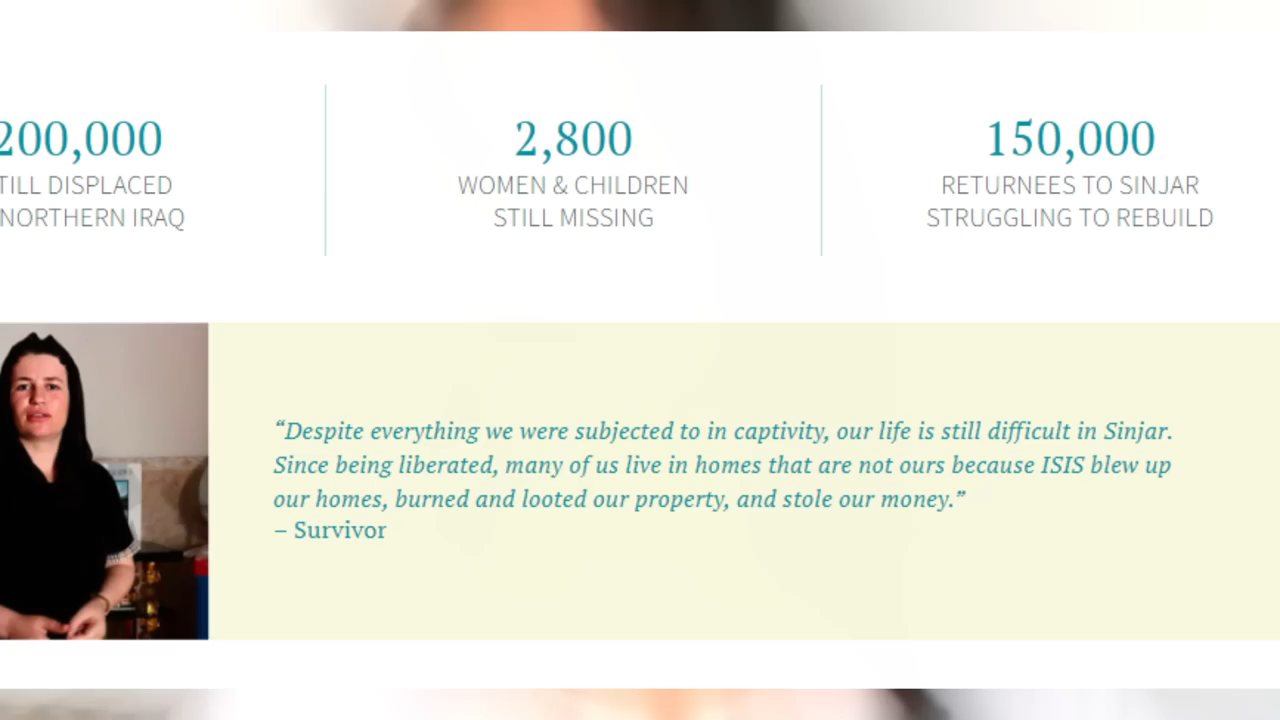 200,000
TILL DISPLACED
NORTHERN IRAQ
2,800
WOMEN & CHILDREN
STILL MISSING
150,000
RETURNEES TO SINJAR
STRUGGLING TO REBUILD
“Despite everything we were subjected to in captivity, our life is still difficult in Sinjar.
Since being liberated, many of us live in homes that are not ours because ISIS blew up
our homes, burned and looted our property, and stole our money.”
– Survivor